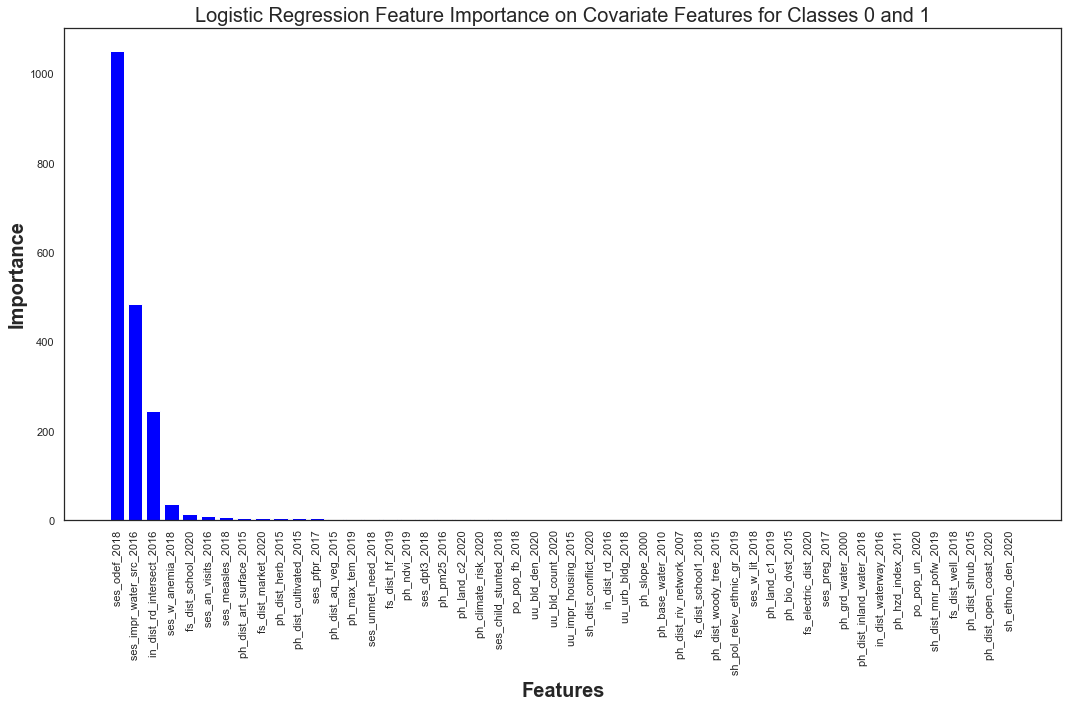 Logistic Regression Feature Importance on Covariate Features for Classes 0 and 1
Importance
1000
800
600
400
200
0
ses_odef_2018
ses_impr_water_src_2016
in_dist_rd_intersect_2016
ses_w_anemia_2018
fs_dist_school_2020
ses_an_visits_2016
ses_measles_2018
ph_dist_art_surface_2015
fs_dist_market_2020
ph_dist_herb_2015
ph_dist_cultivated_2015
ses_pfpr_2017
ph_dist_aq_veg_2015
ph_max_tem_2019
ses_unmet_need_2018
fs_dist_hf_2019
ph_ndvi_2019
ses_dpt3_2018
ph_pm25_2016
ph_land_c2_2020
ph_climate_risk_2020
ses_child_stunted_2018
po_pop_fb_2018
uu_bld_den_2020
uu_bld_count_2020
uu_impr_housing_2015
sh_dist_conflict_2020
in_dist_rd_2016
uu_urb_bldg_2018
ph_slope_2000
ph_base_water_2010
ph_dist_riv_network_2007
fs_dist_school1_2018
ph_dist_woody_tree_2015
sh_pol_relev_ethnic_gr_2019
ses_w_lit_2018
ph_land_c1_2019
ph_bio_dvst_2015
fs_electric_dist_2020
ses_preg_2017
ph_grd_water_2000
ph_dist_inland_water_2018
in_dist_waterway_2016
ph_hzd_index_2011
po_pop_un_2020
sh_dist_mnr_pofw_2019
fs_dist_well_2018
ph_dist_shrub_2015
ph_dist_open_coast_2020
sh_ethno_den_2020
Features